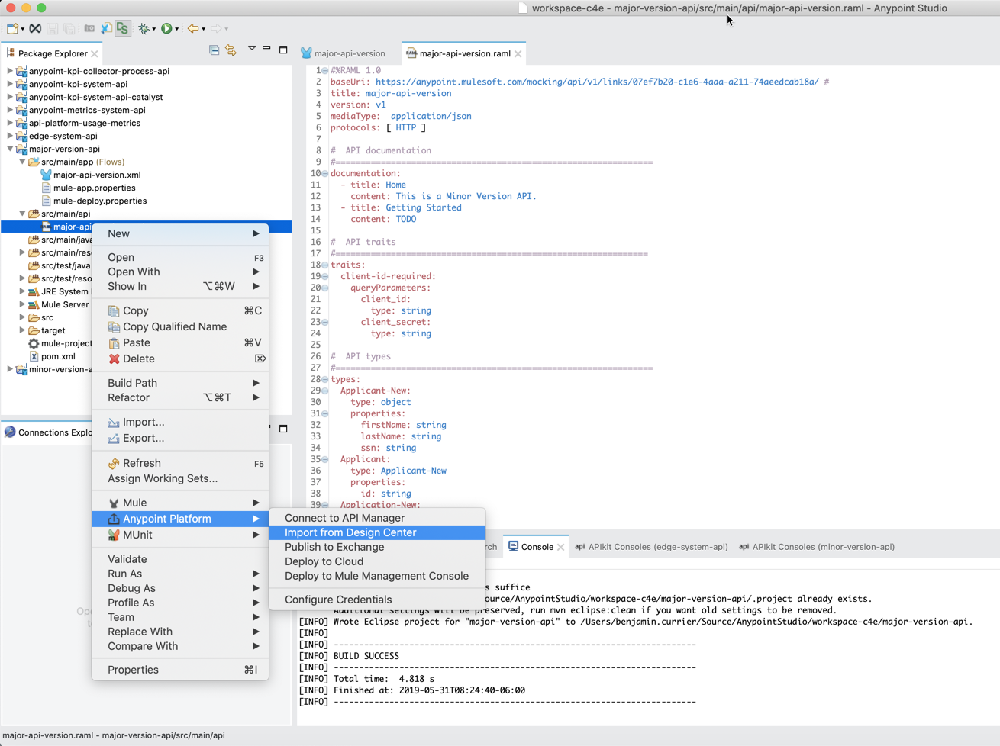 workspace-c4e - major-version-api/src/main/api/major-api-version.raml - Anypoint Studio
Package Explorer
anypoint-kpi-collector-process-api
anypoint-kpi-system-api
anypoint-kpi-system-api-catalyst
anypoint-metrics-system-api
api-platform-usage-metrics
edge-system-api
major-version-api
src/main/app (Flows)
major-api-version.xml
mule-app.properties
mule-deploy.properties
src/main/api
major-api
src/main/java
src/main/res
src/test/java
src/test/reso
JRE System
Mule Server
src
target
mule-project
pom.xml
minor-version-a
Connections Explo
New
Open F3
Open With
Show In ⌥⌘W
Copy ⌘C
Copy Qualified Name
Paste ⌘V
Delete ⌦
Build Path
Refactor ⌥⌘T
Import...
Export...
Refresh F5
Assign Working Sets...
Mule
Anypoint Platform
MUnit
Validate
Run As
Debug As
Profile As
Team
Replace With
Compare With
Properties ⌘I
Connect to API Manager
Import from Design Center
Publish to Exchange
Deploy to Cloud
Deploy to Mule Management Console
Configure Credentials
major-api-version
major-api-version.raml
1 #%RAML 1.0
2 baseUri: https://anypoint.mulesoft.com/mocking/api/v1/links/07ef7b20-c1e6-4aaa-a211-74aeedcab18a/ #
3 title: major-api-version
4 version: v1
5 mediaType:  application/json
6 protocols: [ HTTP ]
7
8 #  API documentation
9 #===============================================================
10 documentation:
11   - title: Home
12     content: This is a Minor Version API.
13   - title: Getting Started
14     content: TODO
15
16 #  API traits
17 #==============================================================
18 traits:
19   client-id-required:
20     queryParameters:
21       client_id:
22         type: string
23       client_secret:
24         type: string
25
26 #  API types
27 #===============================================================
28 types:
29   Applicant-New:
30     type: object
31     properties:
32       firstName: string
33       lastName: string
34       ssn: string
35   Applicant:
36     type: Applicant-New
37     properties:
38       id: string
39   Application-New:
rch
Console
api APIkit Consoles (edge-system-api)
api APIkit Consoles (minor-version-api)
s suffice
ource/AnypointStudio/workspace-c4e/major-version-api/.project already exists.
Additional settings will be preserved, run mvn eclipse:clean if you want old settings to be removed.
[INFO] Wrote Eclipse project for "major-version-api" to /Users/benjamin.currier/Source/AnypointStudio/workspace-c4e/major-version-api.
[INFO]
[INFO] ------------------------------------------------------------------------
[INFO] BUILD SUCCESS
[INFO] ------------------------------------------------------------------------
[INFO] Total time:  4.818 s
[INFO] Finished at: 2019-05-31T08:24:40-06:00
[INFO] ------------------------------------------------------------------------
major-api-version.raml - major-version-api/src/main/api